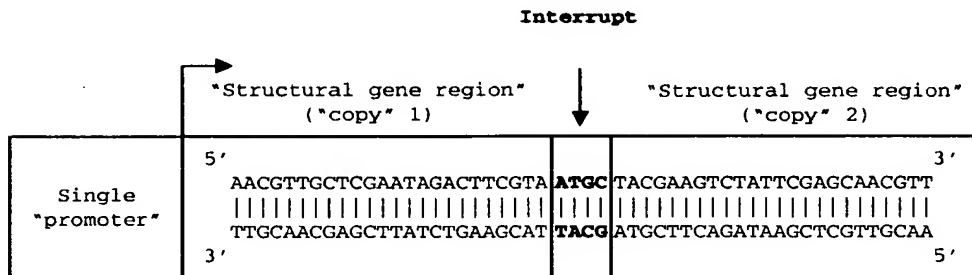 Interrupt
"Structural gene region" "Structural gene region"
("copy" 1) ("copy" 2)
5' 3'
AACGTTGCTCGAATAGACTTCGTA ATGC TACGAAGTCTATTCGAGCAACGTT
Single
"promoter"
TTGCAACGAGCTTATCTGAAGCAT TACG ATGCTTCAGATAAGCTCGTTGCAA
3' 5'